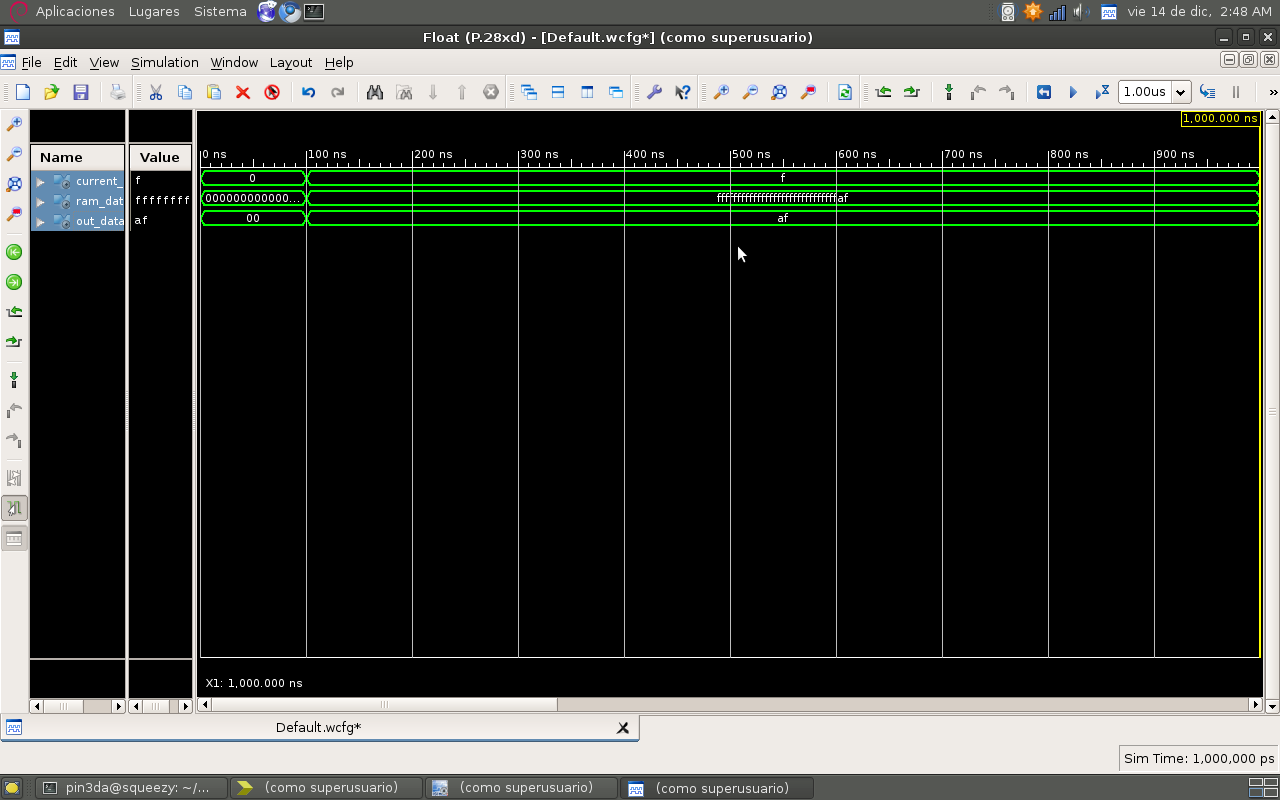 Aplicaciones Lugares Sistema vie 14 de dic, 2:48 AM
Float (P.28xd) - [Default.wcfg*] (como superusuario)
File Edit View Simulation Window Layout Help
1.00us »
1,000.000 ns
Name Value
0 ns 100 ns 200 ns 300 ns 400 ns 500 ns 600 ns 700 ns 800 ns 900 ns
current_ f 0 f
ram_dat ffffffff 000000000000... ffffffffffffffffffffffffffffffaf
out_data af 00 af
X1: 1,000.000 ns
Default.wcfg*
Sim Time: 1,000,000 ps
pin3da@squeezy: ~/... (como superusuario) (como superusuario) (como superusuario)